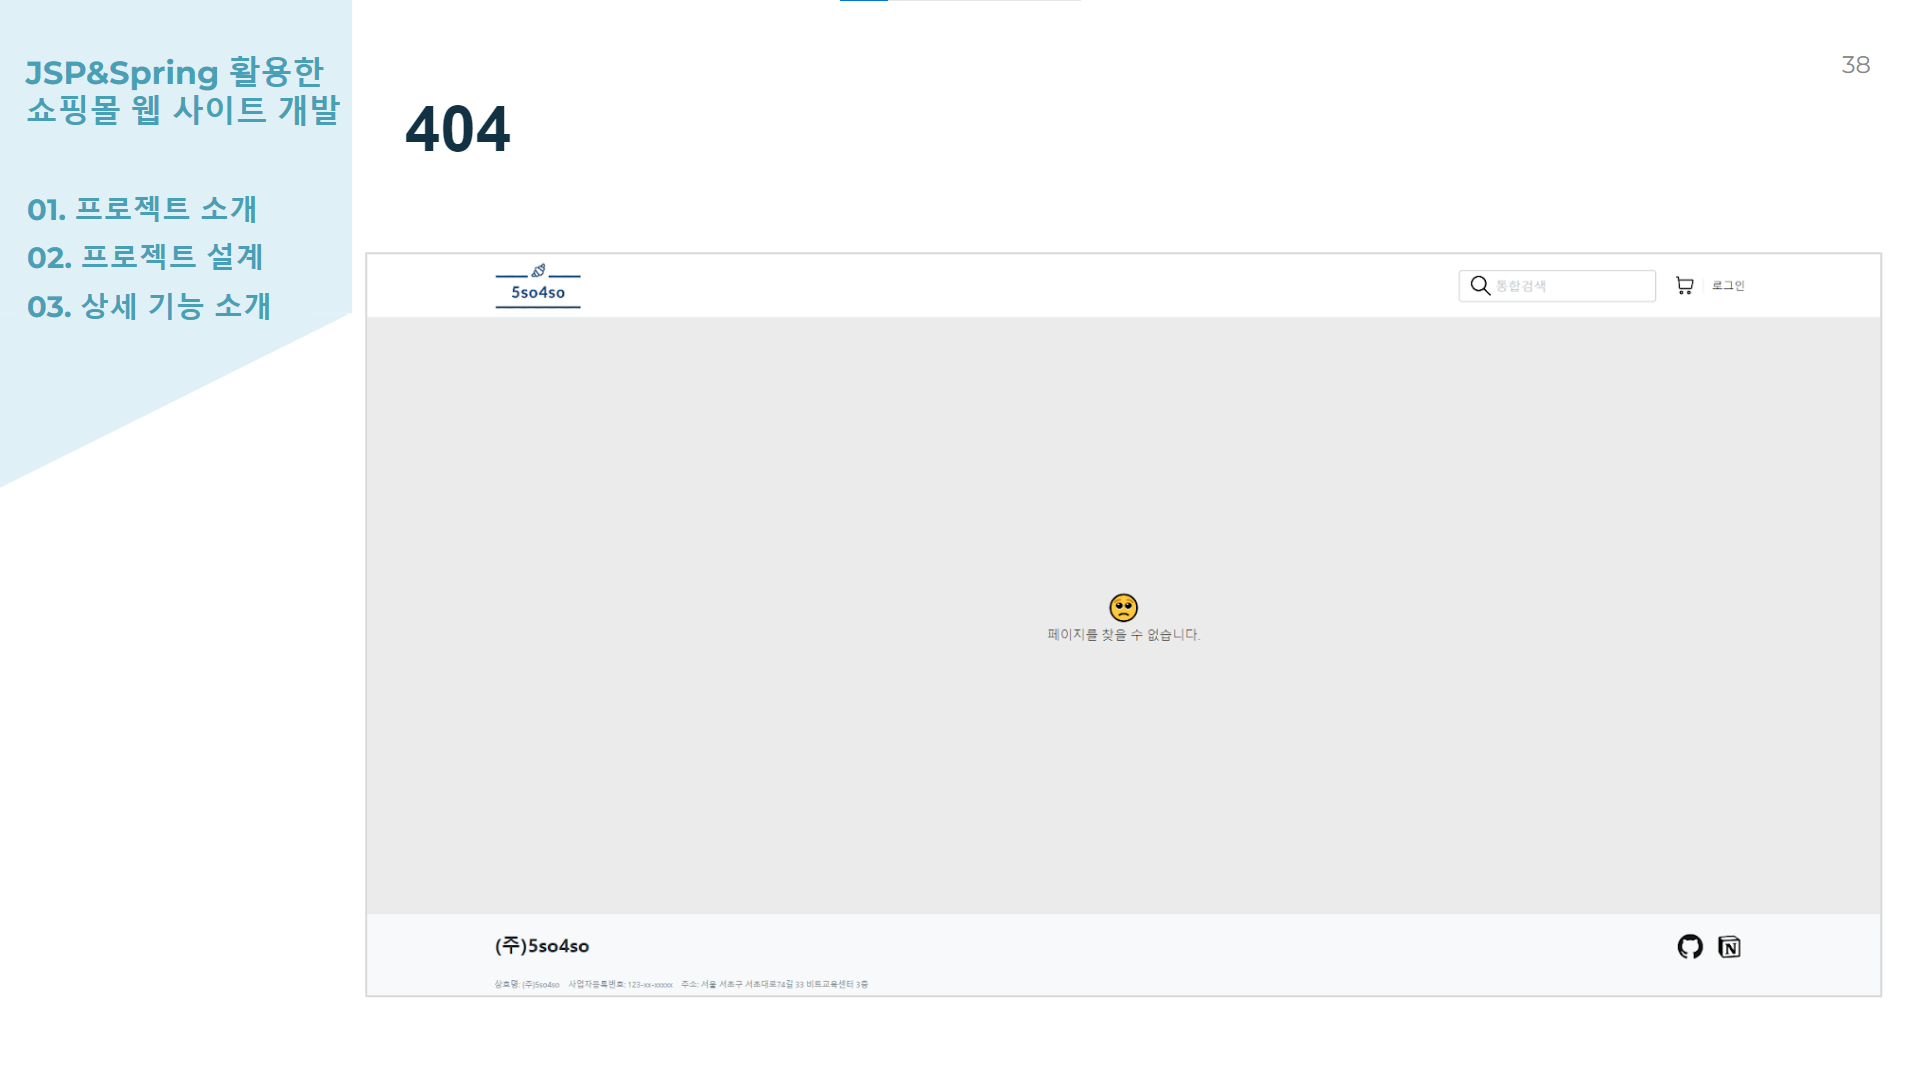 JSP&Spring 활용한
쇼핑몰 웹 사이트 개발
01. 프로젝트 소개
02. 프로젝트 설계
03. 상세 기능 소개
38
404
5so4so
통합검색
로그인
페이지를 찾을 수 없습니다.
(주)5so4so
상호명: (주)5so4so 사업자등록번호: 123-xx-xxxxx 주소: 서울 서초구 서초대로74길 33 비트교육센터 3층